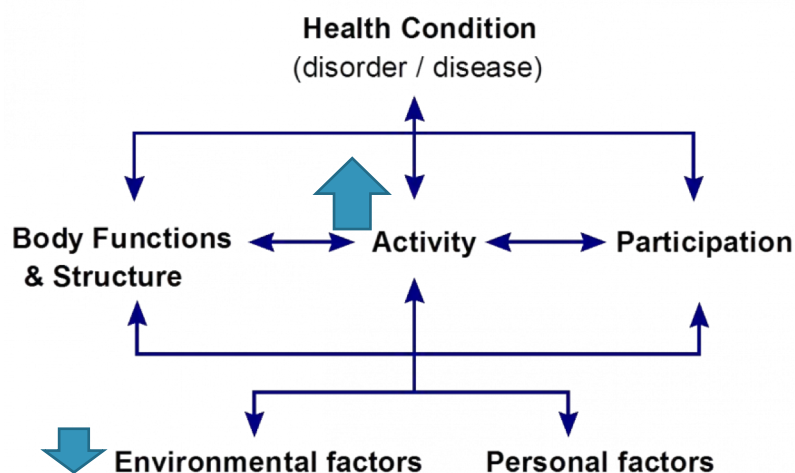 Health Condition
(disorder / disease)
Body Functions
& Structure
Activity
Participation
Environmental factors
Personal factors